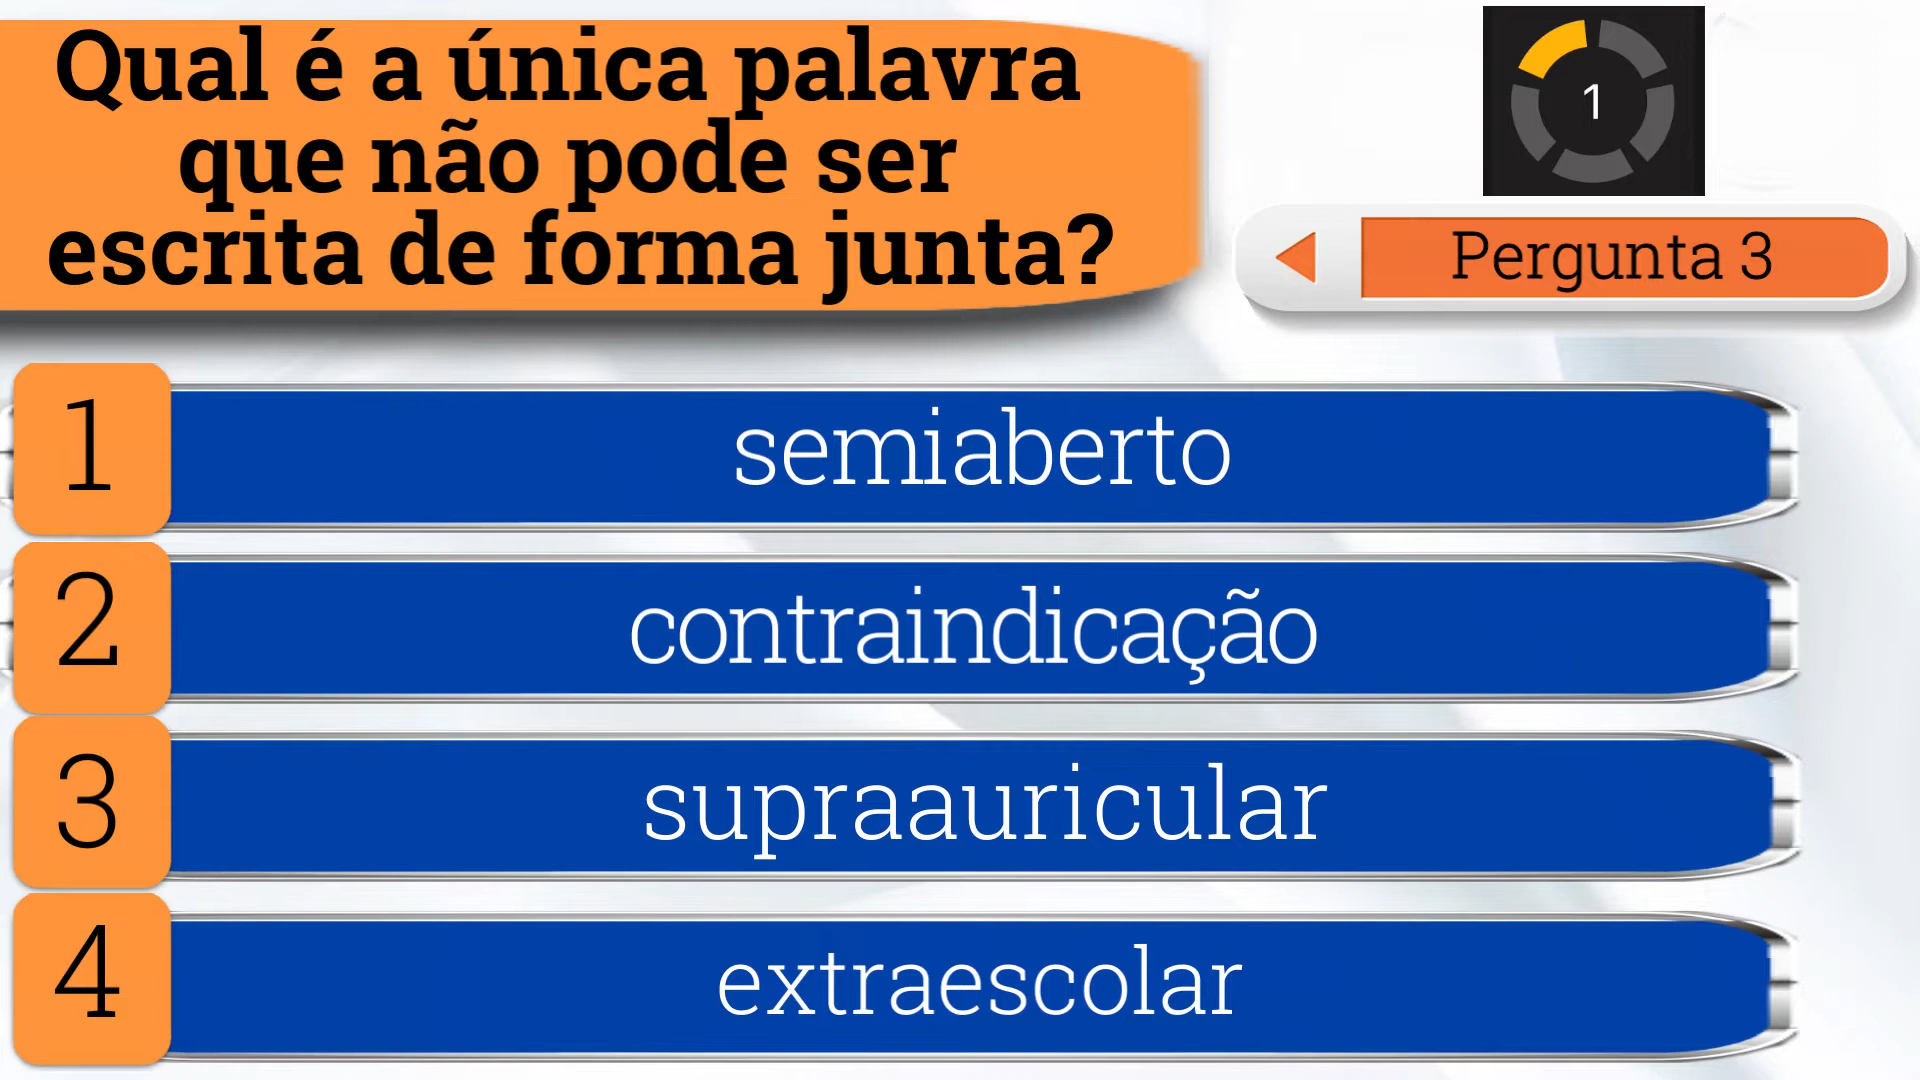 Qual é a única palavra
que não pode ser
escrita de forma junta?
1
Pergunta 3
1
semiaberto
2
contraindicação
3
supraauricular
4
extraescolar